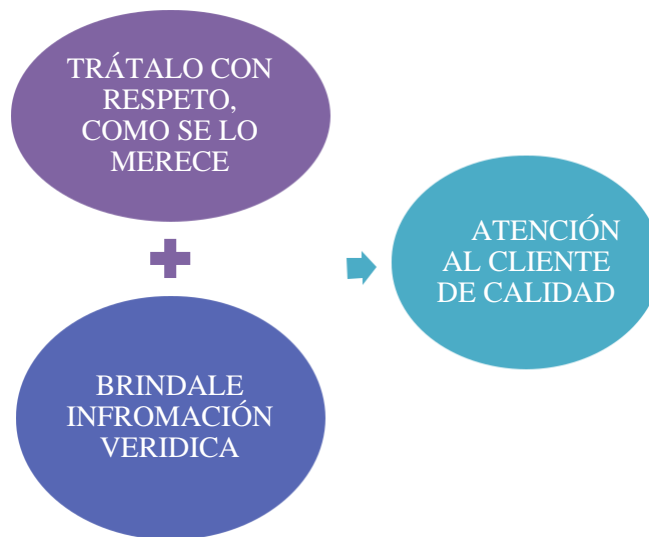 TRÁTALO CON
RESPETO,
COMO SE LO
MERECE
BRINDALE
INFROMACIÓN
VERIDICA
ATENCIÓN
AL CLIENTE
DE CALIDAD